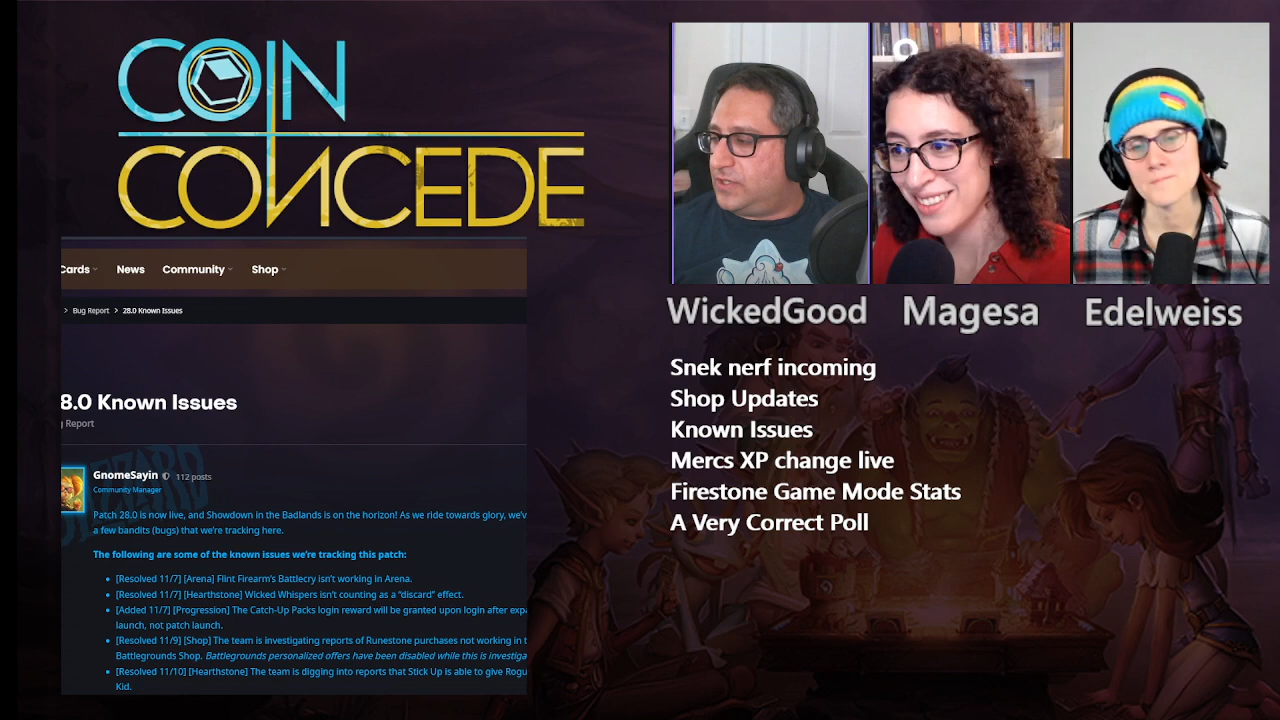 COIN
CONCEDE
Cards
News
Community
Shop
Bug Report > 28.0 Known Issues
8.0 Known Issues
Report
GnomeSayin 112 posts
Community Manager
Patch 28.0 is now live, and Showdown in the Badlands is on the horizon! As we ride towards glory, we'v
a few bandits (bugs) that we're tracking here.
The following are some of the known issues we're tracking this patch:
[Resolved 11/7] [Arena] Flint Firearm's Battlecry isn't working in Arena.
[Resolved 11/7] [Hearthstone] Wicked Whispers isn't counting as a "discard" effect.
[Added 11/7] [Progression] The Catch-Up Packs login reward will be granted upon login after expa
launch, not patch launch.
[Resolved 11/9] [Shop] The team is investigating reports of Runestone purchases not working in t
Battlegrounds Shop. Battlegrounds personalized offers have been disabled while this is investiga
[Resolved 11/10] [Hearthstone] The team is digging into reports that Stick Up is able to give Rogu
Kid.
BLIZZARD
WickedGood
Magesa
Edelweiss
Snek nerf incoming
Shop Updates
Known Issues
Mercs XP change live
Firestone Game Mode Stats
A Very Correct Poll